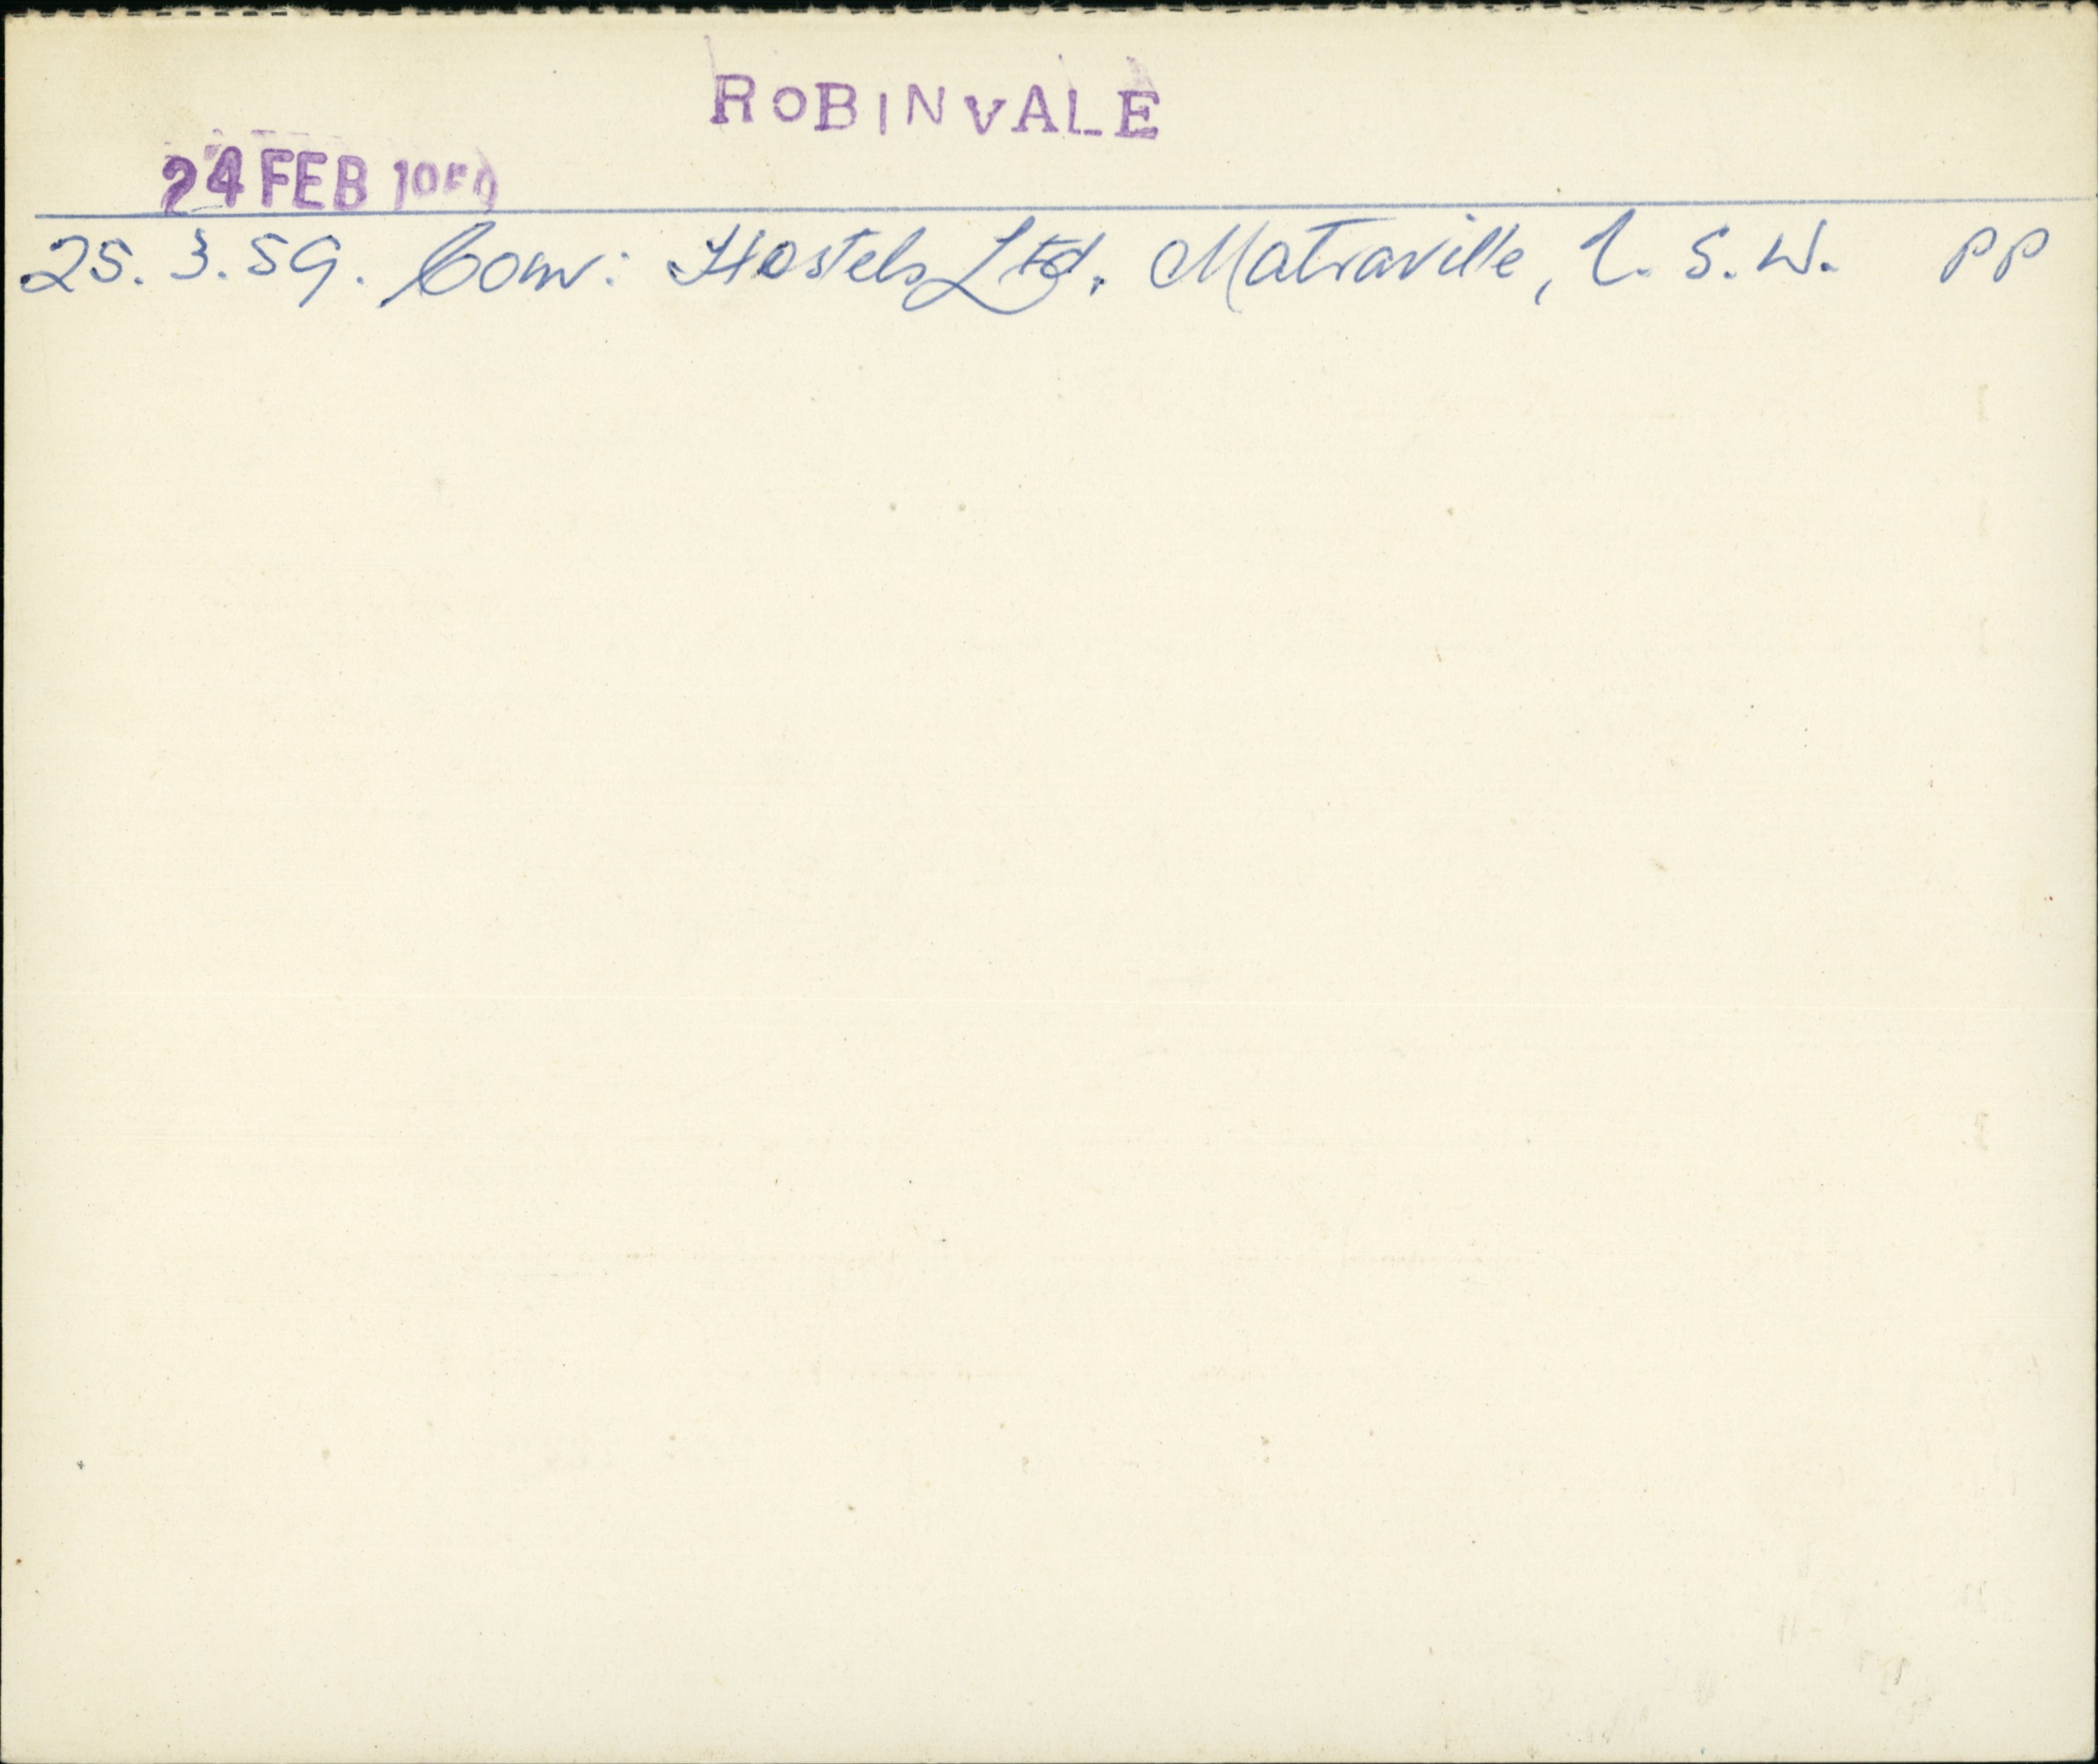 ROBINVALE
24 FEB 1959
25. 3. 59. Com: Hostels Ltd. Matraville, N. S. W. PP